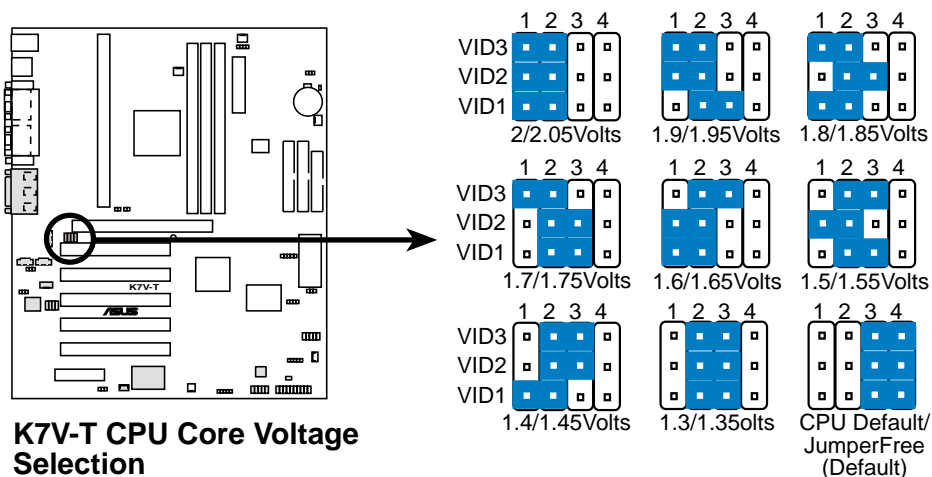 1 2 3 4
1 2 3 4
1 2 3 4
VID3
VID2
VID1
2/2.05Volts
1.9/1.95Volts
1.8/1.85Volts
1 2 3 4
1 2 3 4
1 2 3 4
VID3
VID2
VID1
1.7/1.75Volts
1.6/1.65Volts
1.5/1.55Volts
1 2 3 4
1 2 3 4
1 2 3 4
VID3
VID2
VID1
1.4/1.45Volts
1.3/1.35olts
CPU Default/
JumperFree
(Default)
K7V-T
ASUS
K7V-T CPU Core Voltage
Selection